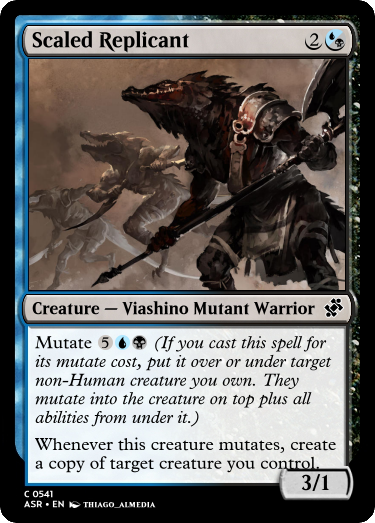 Scaled Replicant 2
Creature — Viashino Mutant Warrior
Mutate 5 (If you cast this spell for
its mutate cost, put it over or under target
non-Human creature you own. They
mutate into the creature on top plus all
abilities from under it.)
Whenever this creature mutates, create
a copy of target creature you control.
3/1
C 0541
ASR • EN THIAGO_ALMEDIA